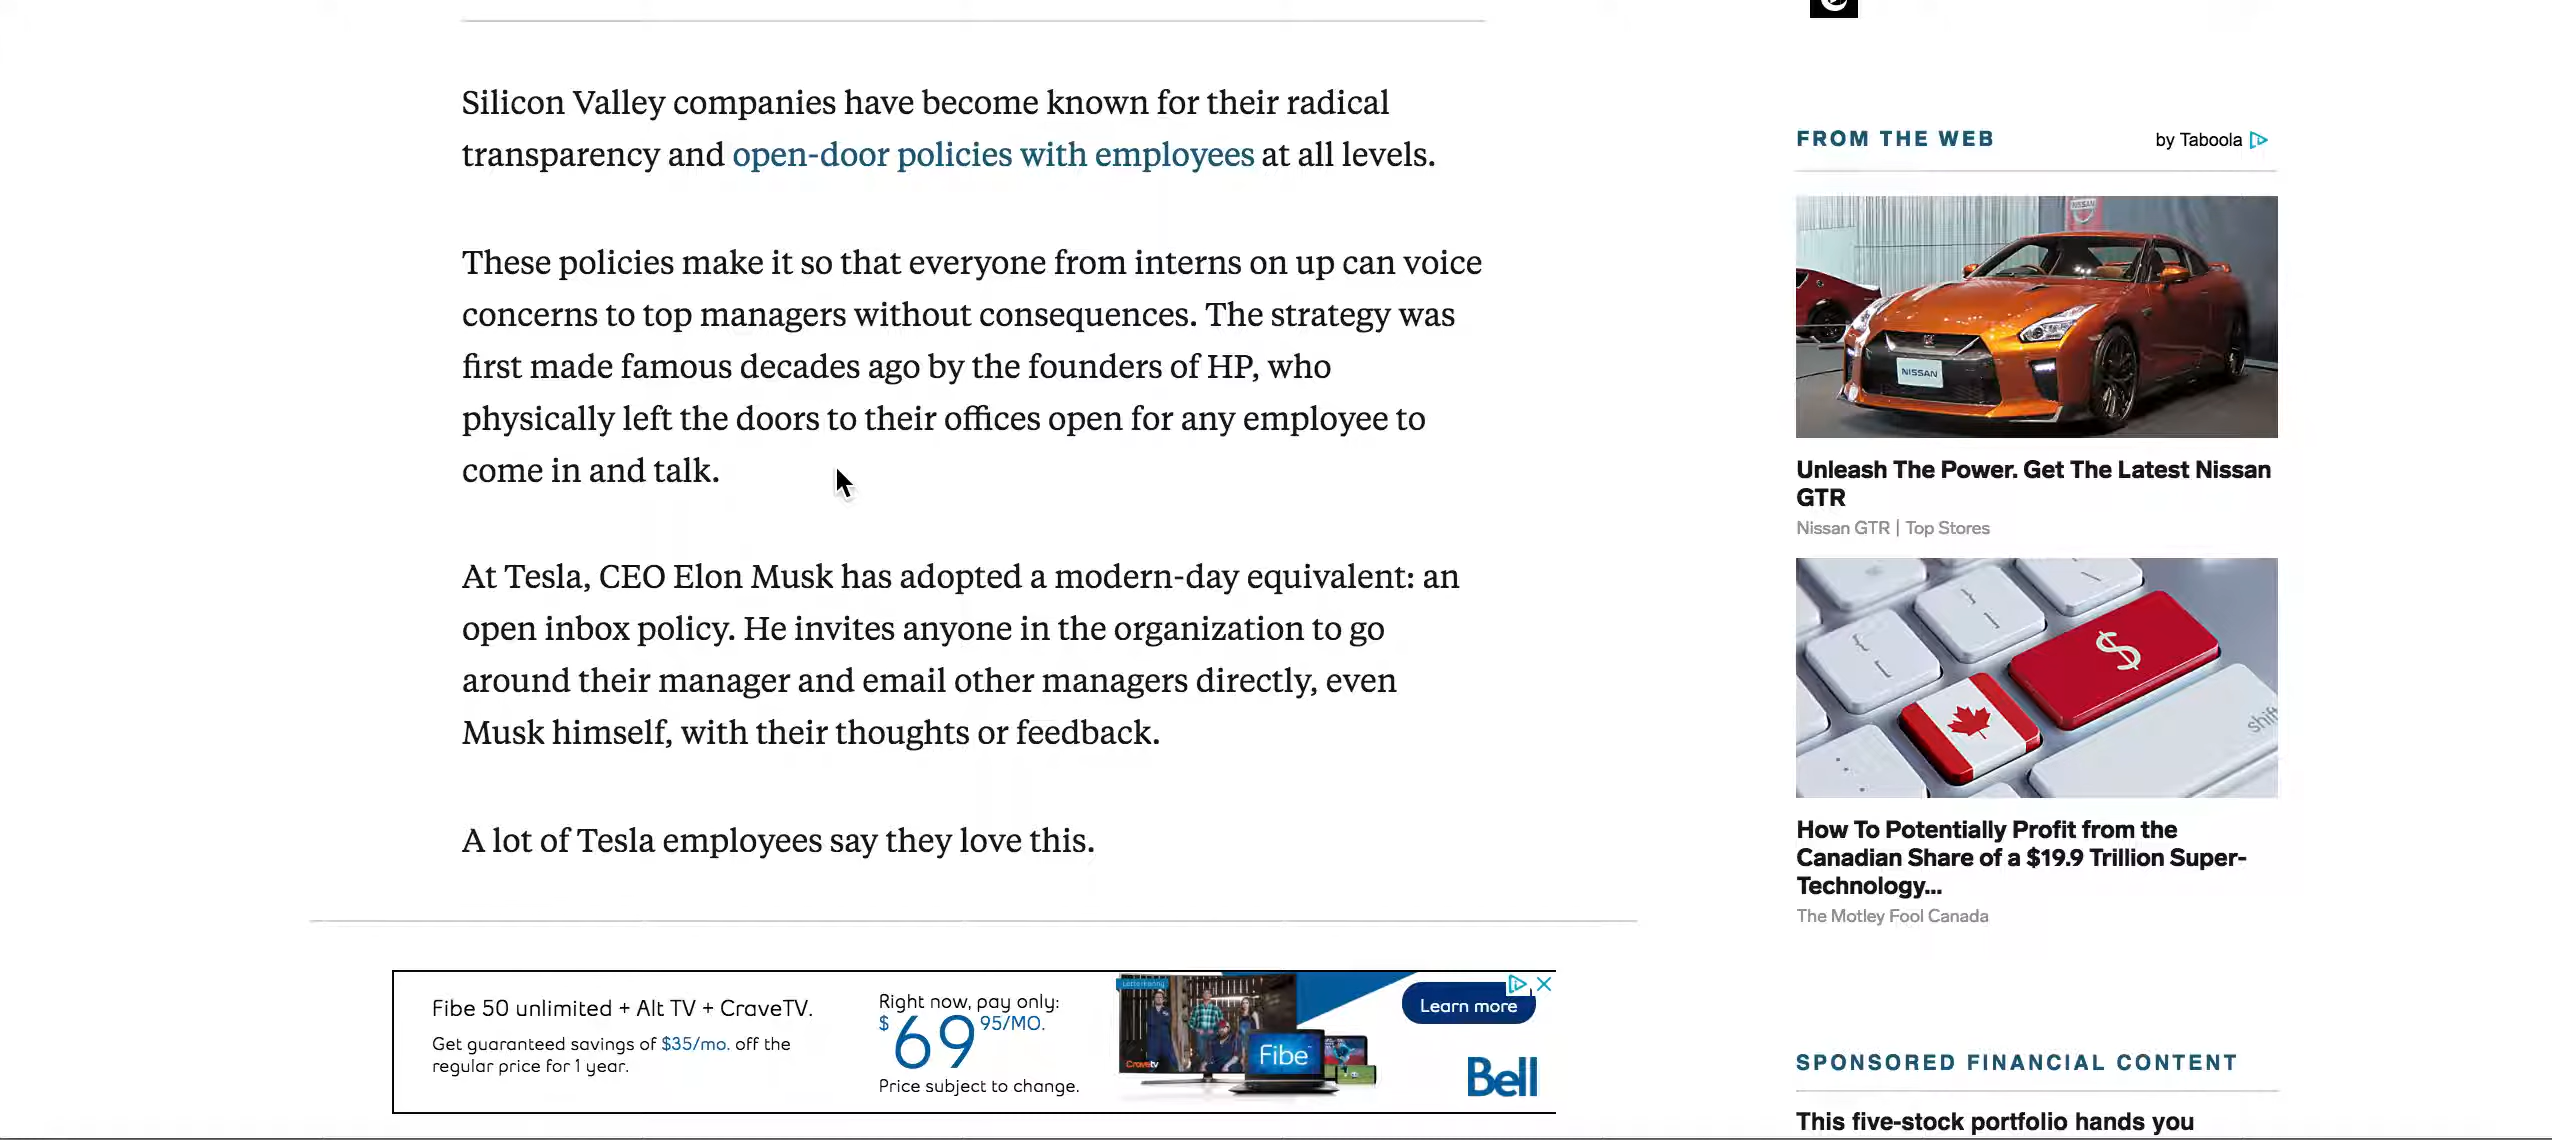 Silicon Valley companies have become known for their radical
transparency and open-door policies with employees at all levels.
These policies make it so that everyone from interns on up can voice
concerns to top managers without consequences. The strategy was
first made famous decades ago by the founders of HP, who
physically left the doors to their offices open for any employee to
come in and talk.
At Tesla, CEO Elon Musk has adopted a modern-day equivalent: an
open inbox policy. He invites anyone in the organization to go
around their manager and email other managers directly, even
Musk himself, with their thoughts or feedback.
A lot of Tesla employees say they love this.
Fibe 50 unlimited + Alt TV + CraveTV.
Get guaranteed savings of $35/mo. off the
regular price for 1 year.
Right now, pay only:
$69 95/MO.
Price subject to change.
Letterkenny
Cravetv
Fibe
Learn more
Bell
FROM THE WEB
by Taboola
NISSAN
NISSAN
Unleash The Power. Get The Latest Nissan
GTR
Nissan GTR | Top Stores
$
shift
How To Potentially Profit from the
Canadian Share of a $19.9 Trillion Super-
Technology...
The Motley Fool Canada
SPONSORED FINANCIAL CONTENT
This five-stock portfolio hands you